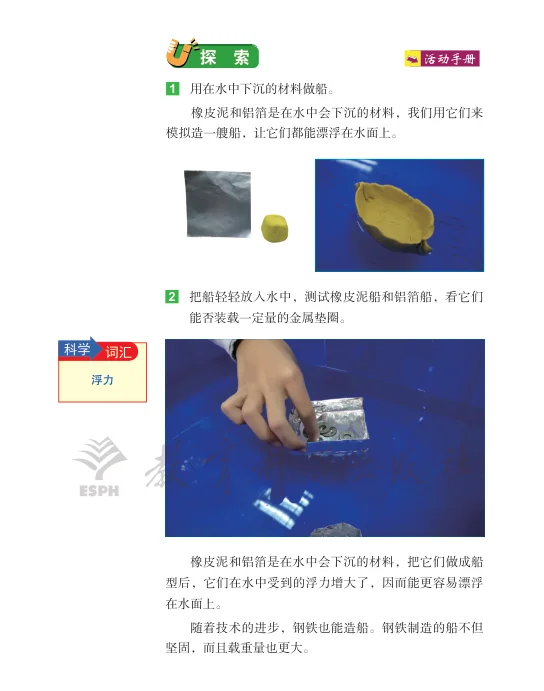 探 索
活动手册
1 用在水中下沉的材料做船。
橡皮泥和铝箔是在水中会下沉的材料，我们用它们来
模拟造一艘船，让它们都能漂浮在水面上。
2 把船轻轻放入水中，测试橡皮泥船和铝箔船，看它们
能否装载一定量的金属垫圈。
科学 词汇
浮力
ESPH
橡皮泥和铝箔是在水中会下沉的材料，把它们做成船
型后，它们在水中受到的浮力增大了，因而能更容易漂浮
在水面上。
随着技术的进步，钢铁也能造船。钢铁制造的船不但
坚固，而且载重量也更大。